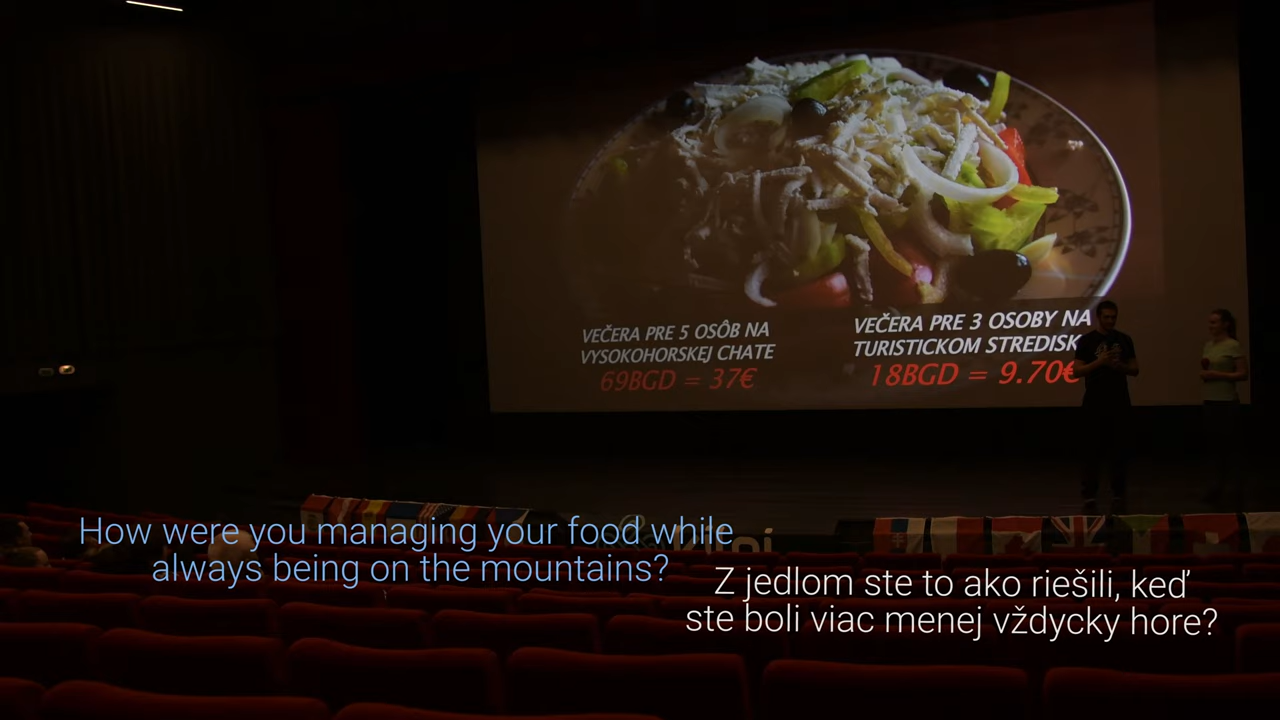 VEČERA PRE 5 OSÔB NA
VYSOKOHORSKEJ CHATE
69BGD = 37€
VEČERA PRE 3 OSOBY NA
TURISTICKOM STREDISK
18BGD = 9.70€
How were you managing your food while
always being on the mountains?
Z jedlom ste to ako riešili, keď
ste boli viac menej vždycky hore?